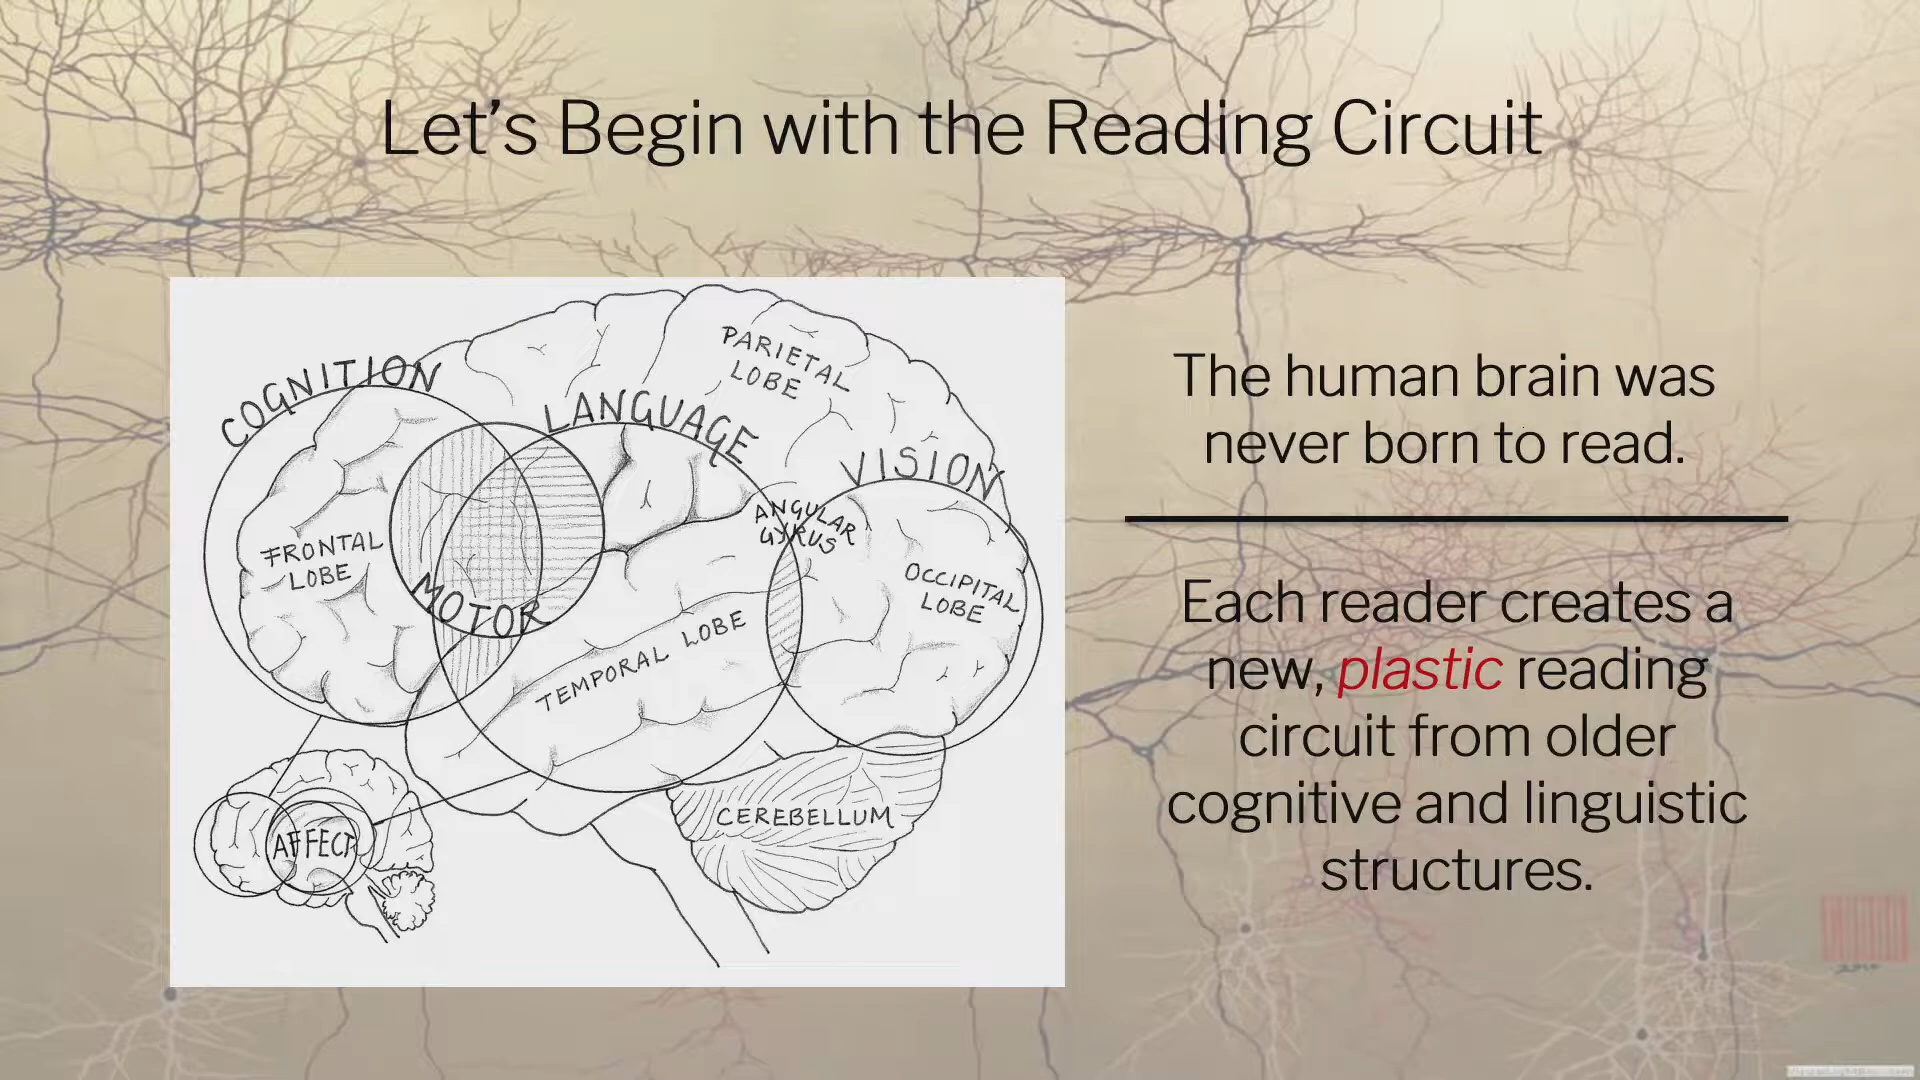 Let's Begin with the Reading Circuit
COGNITION
LANGUAGE
PARIETAL
LOBE
VISION
ANGULAR
GYRUS
FRONTAL
LOBE
MOTOR
TEMPORAL LOBE
OCCIPITAL
LOBE
AFFECT
CEREBELLUM
The human brain was
never born to read.
Each reader creates a
new, plastic reading
circuit from older
cognitive and linguistic
structures.